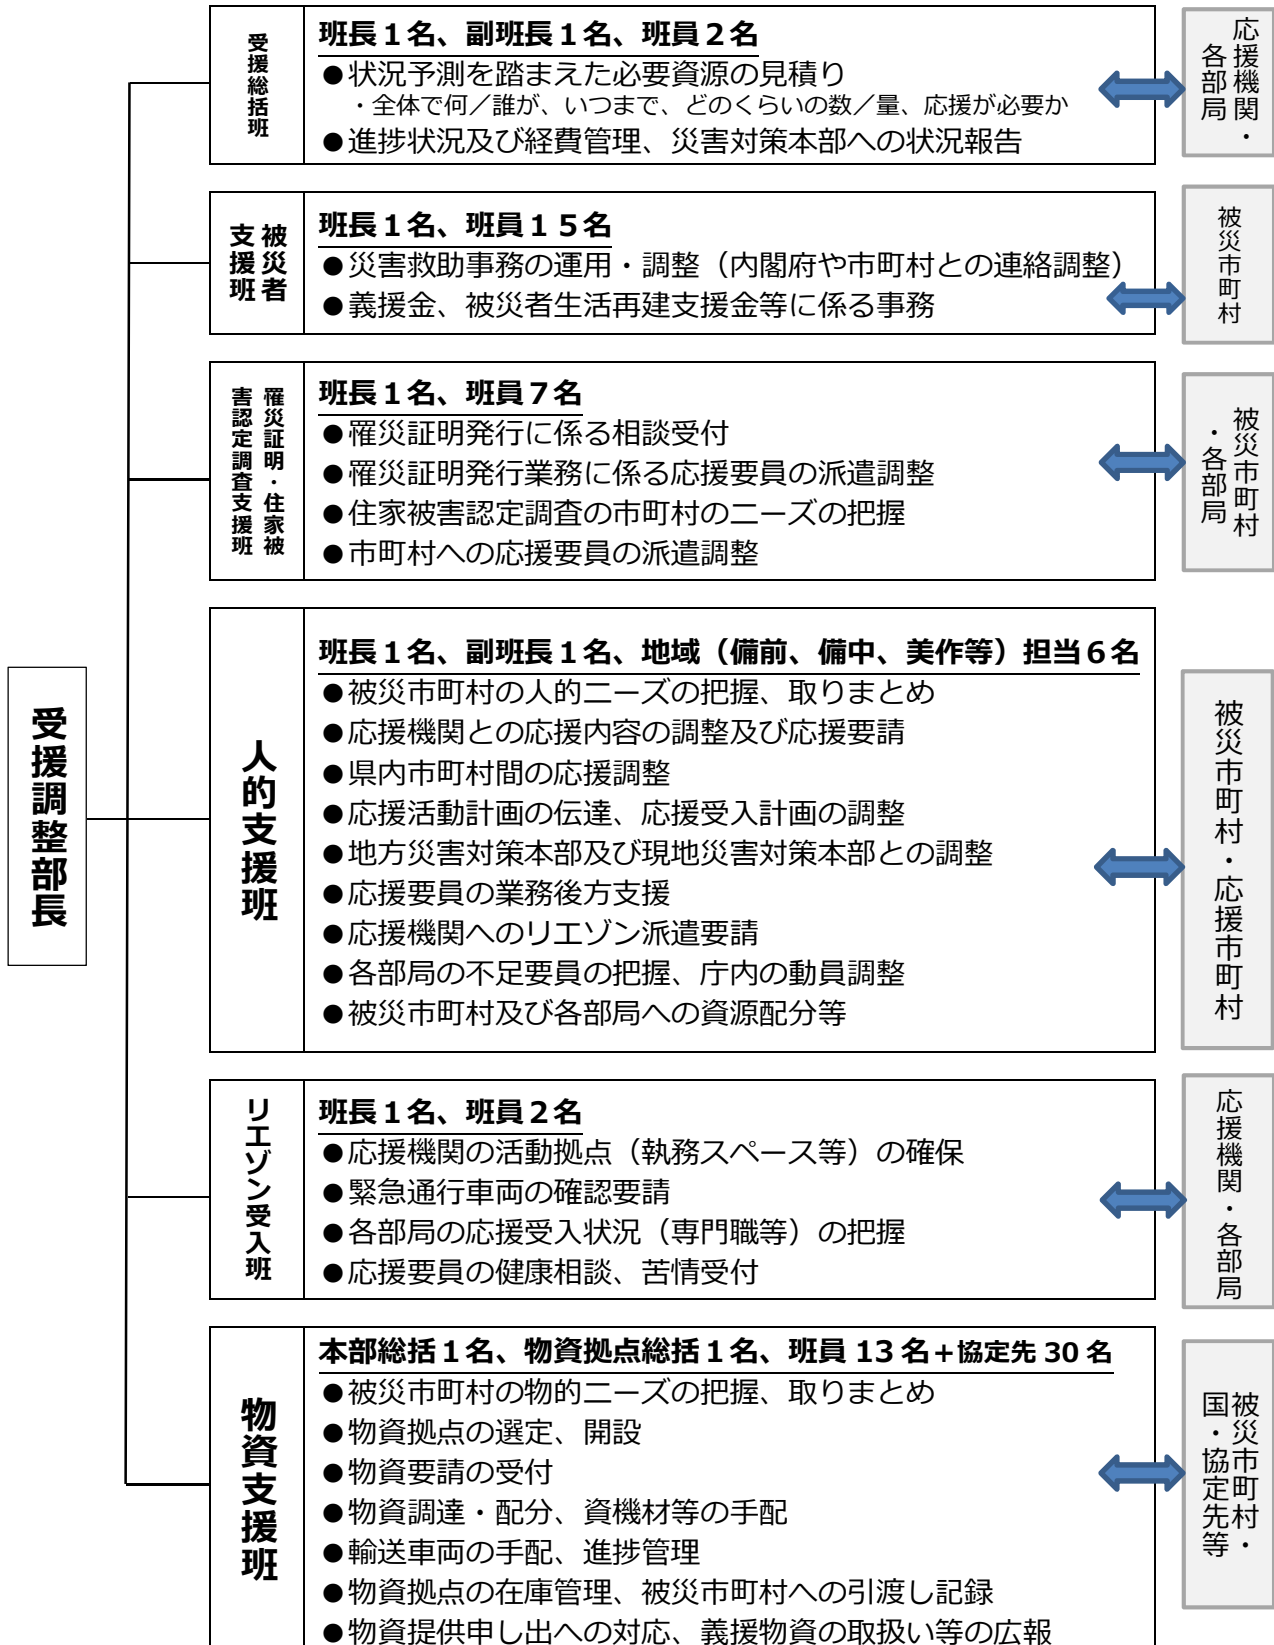 受援調整部長
受援総括班
班長１名、副班長１名、班員２名
●状況予測を踏まえた必要資源の見積り
・全体で何／誰が、いつまで、どのくらいの数／量、応援が必要か
●進捗状況及び経費管理、災害対策本部への状況報告
応援機関・
各部局
被災者
支援班
班長１名、班員１５名
●災害救助事務の運用・調整（内閣府や市町村との連絡調整）
●義援金、被災者生活再建支援金等に係る事務
被災市町村
罹災証明・住家被
害認定調査支援班
班長１名、班員７名
●罹災証明発行に係る相談受付
●罹災証明発行業務に係る応援要員の派遣調整
●住家被害認定調査の市町村のニーズの把握
●市町村への応援要員の派遣調整
被災市町村
・各部局
人的支援班
班長１名、副班長１名、地域（備前、備中、美作等）担当６名
●被災市町村の人的ニーズの把握、取りまとめ
●応援機関との応援内容の調整及び応援要請
●県内市町村間の応援調整
●応援活動計画の伝達、応援受入計画の調整
●地方災害対策本部及び現地災害対策本部との調整
●応援要員の業務後方支援
●応援機関へのリエゾン派遣要請
●各部局の不足要員の把握、庁内の動員調整
●被災市町村及び各部局への資源配分等
被災市町村・応援市町村
リエゾン受入班
班長１名、班員２名
●応援機関の活動拠点（執務スペース等）の確保
●緊急通行車両の確認要請
●各部局の応援受入状況（専門職等）の把握
●応援要員の健康相談、苦情受付
応援機関・各部局
物資支援班
本部総括１名、物資拠点総括１名、班員 13 名＋協定先 30 名
●被災市町村の物的ニーズの把握、取りまとめ
●物資拠点の選定、開設
●物資要請の受付
●物資調達・配分、資機材等の手配
●輸送車両の手配、進捗管理
●物資拠点の在庫管理、被災市町村への引渡し記録
●物資提供申し出への対応、義援物資の取扱い等の広報
被災市町村・
国・協定先等